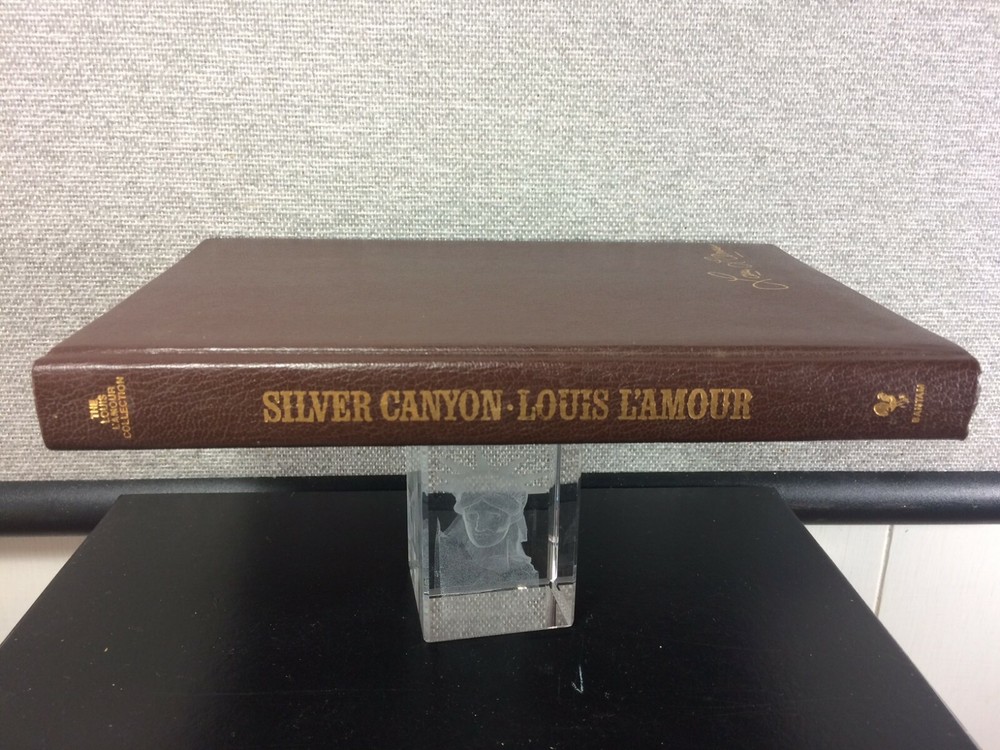 THE
LOUIS
L'AMOUR
COLLECTION
SILVER CANYON · LOUIS L'AMOUR
BANTAM